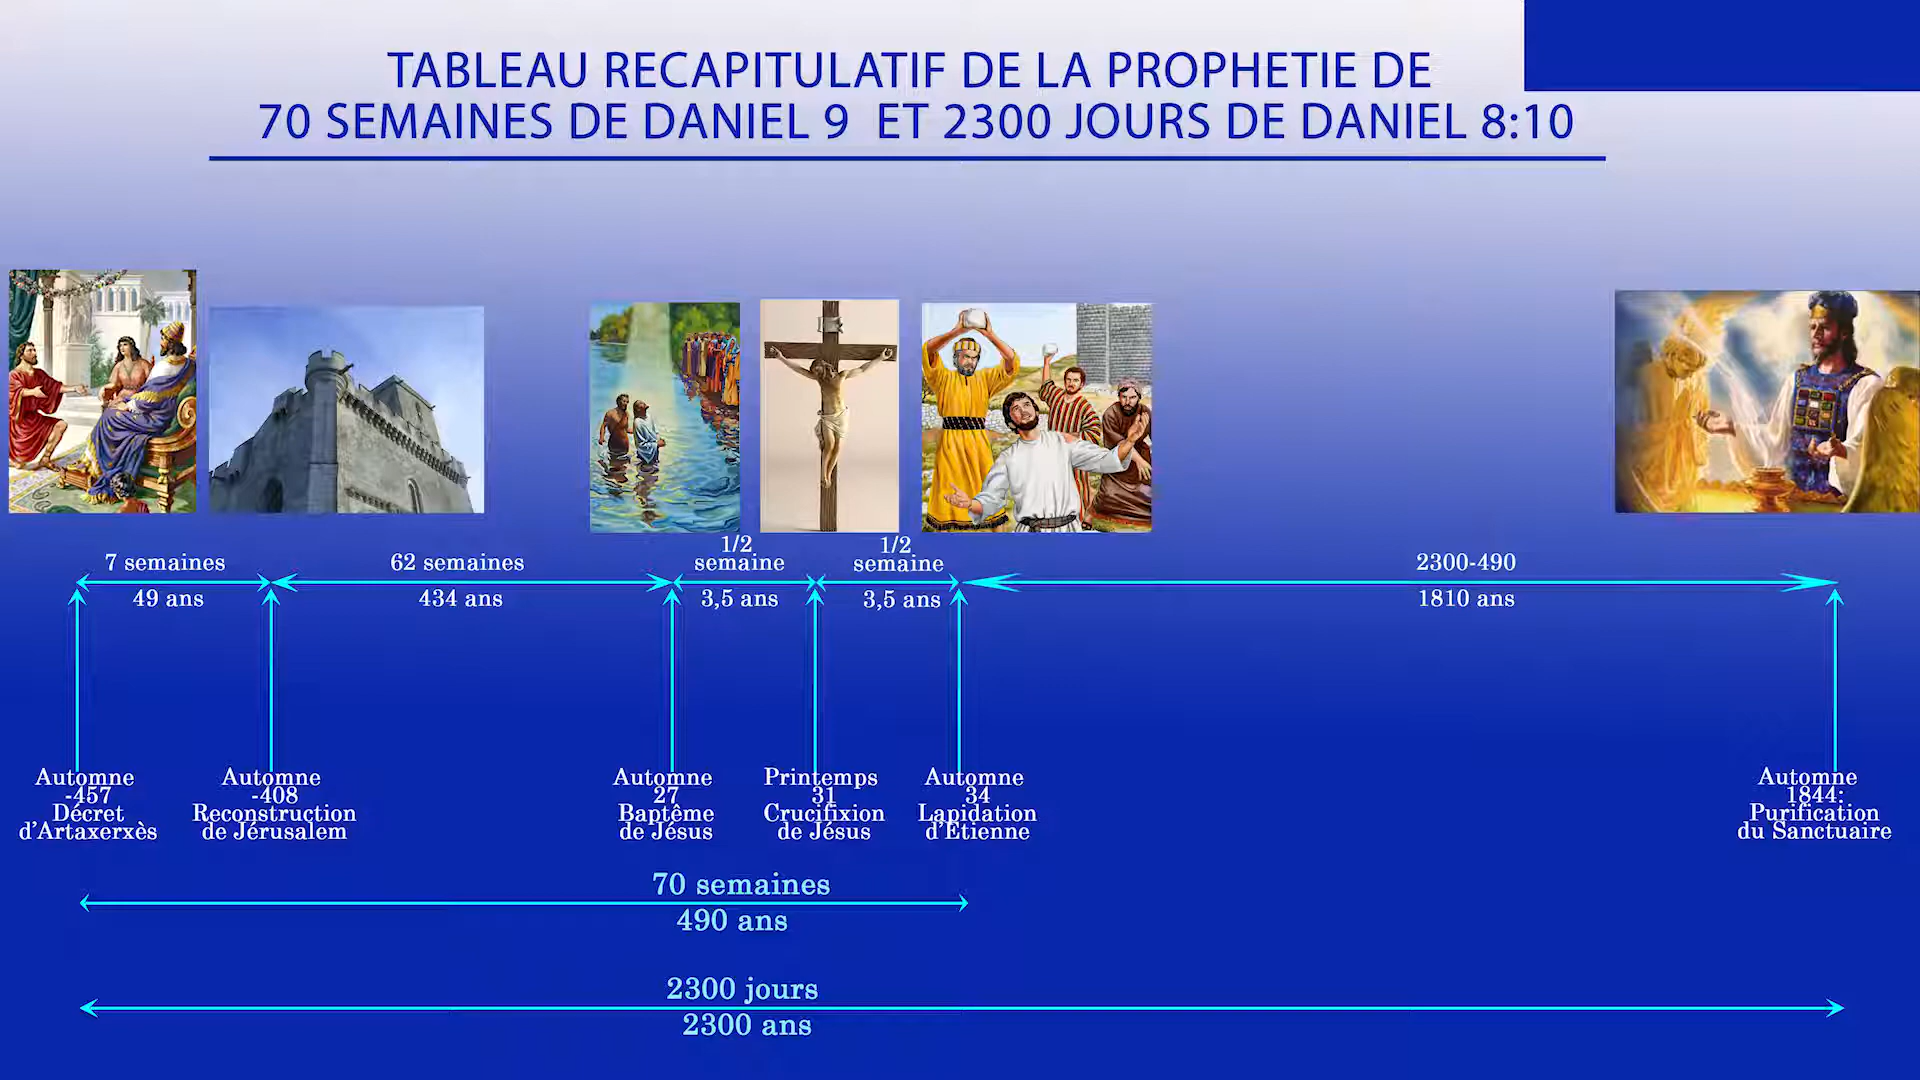 TABLEAU RECAPITULATIF DE LA PROPHETIE DE
70 SEMAINES DE DANIEL 9 ET 2300 JOURS DE DANIEL 8:10
7 semaines
49 ans
62 semaines
434 ans
1/2
semaine
3,5 ans
1/2
semaine
3,5 ans
2300-490
1810 ans
Automne
-457
Décret
d'Artaxerxès
Automne
-408
Reconstruction
de Jérusalem
Automne
27
Baptême
de Jésus
Printemps
31
Crucifixion
de Jésus
Automne
34
Lapidation
d'Etienne
Automne
1844:
Purification
du Sanctuaire
70 semaines
490 ans
2300 jours
2300 ans